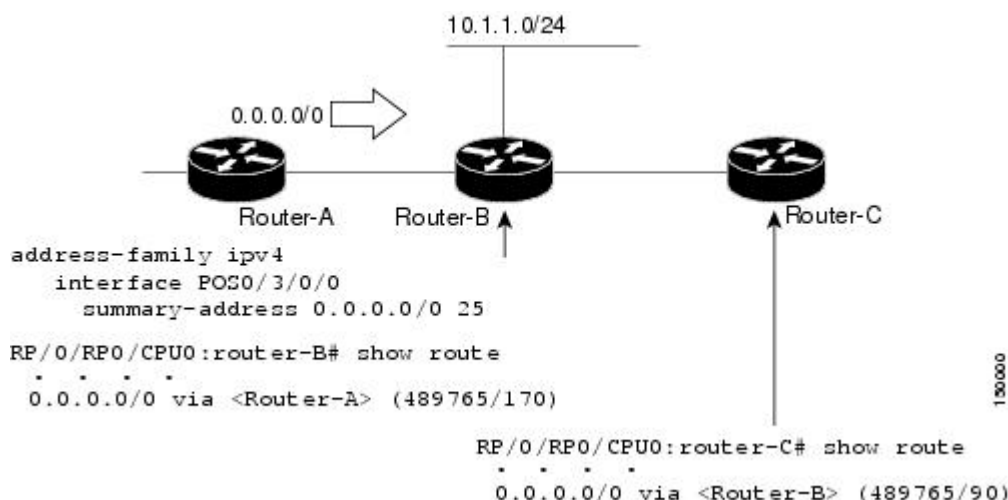 10.1.1.0/24
0.0.0.0/0
Router-A
Router-B
Router-C
address-family ipv4
interface POS0/3/0/0
summary-address 0.0.0.0/0 25
RP/0/RP0/CPU0:router-B# show route
. . . .
0.0.0.0/0 via <Router-A> (489765/170)
RP/0/RP0/CPU0:router-C# show route
. . . .
0.0.0.0/0 via <Router-B> (489765/90)